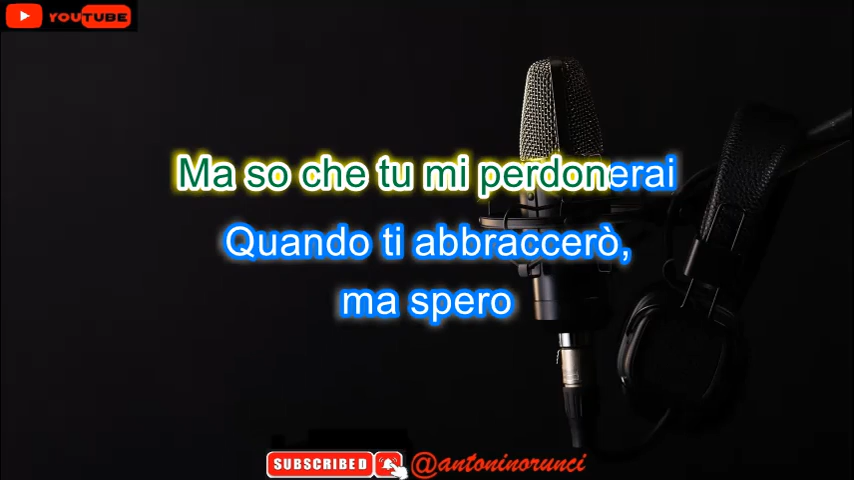 YOUTUBE
Ma so che tu mi perdonerai
Quando ti abbraccerò,
ma spero
SUBSCRIBED
@antoninorunci